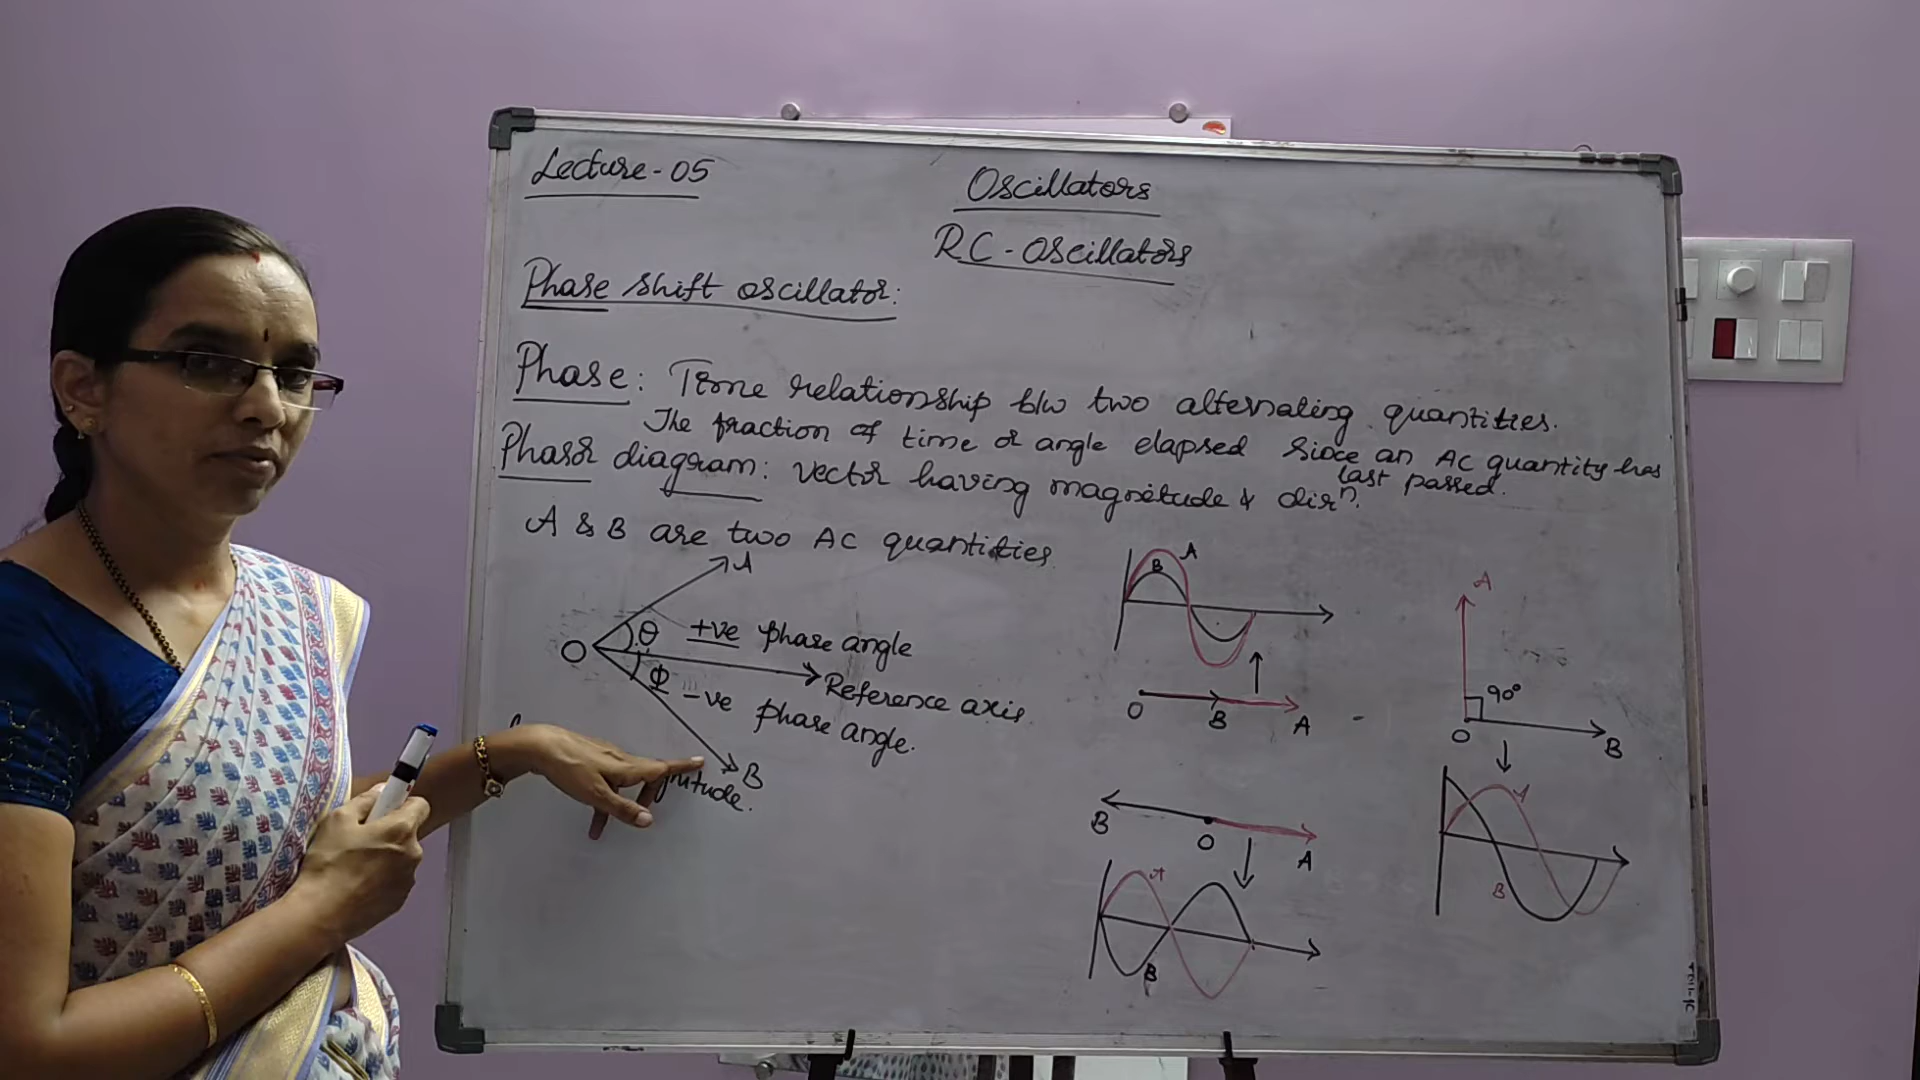 Lecture-05
Oscillators
RC-Oscillators
Phase shift oscillator:
Phase: Time relationship b/w two alternating quantities.
The fraction of time or angle elapsed since an AC quantity has
last passed.
Phasor diagram: vector having magnitude & dirⁿ.
A & B are two AC quantities
A
O
θ
+ve phase angle
Reference axis
Φ
-ve phase angle.
B
A
B
O
B
A
B
O
A
A
B
A
90°
O
B
A
B